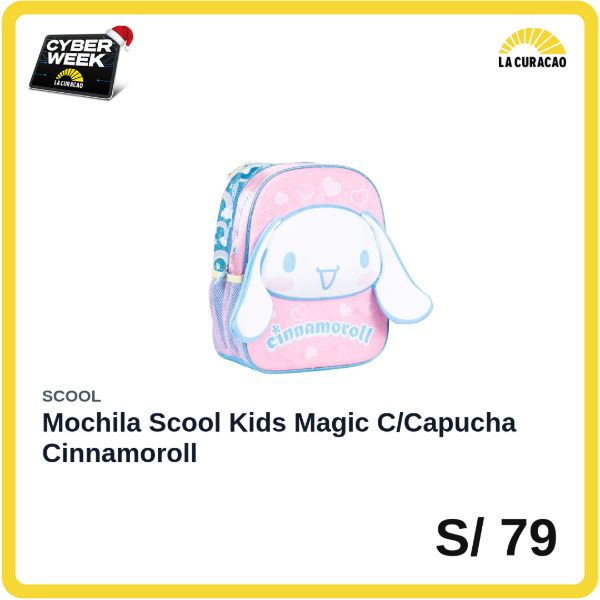 CYBER
WEEK
LA CURACAO
LA CURACAO
cinnamoroll
SCOOL
Mochila Scool Kids Magic C/Capucha
Cinnamoroll
S/ 79